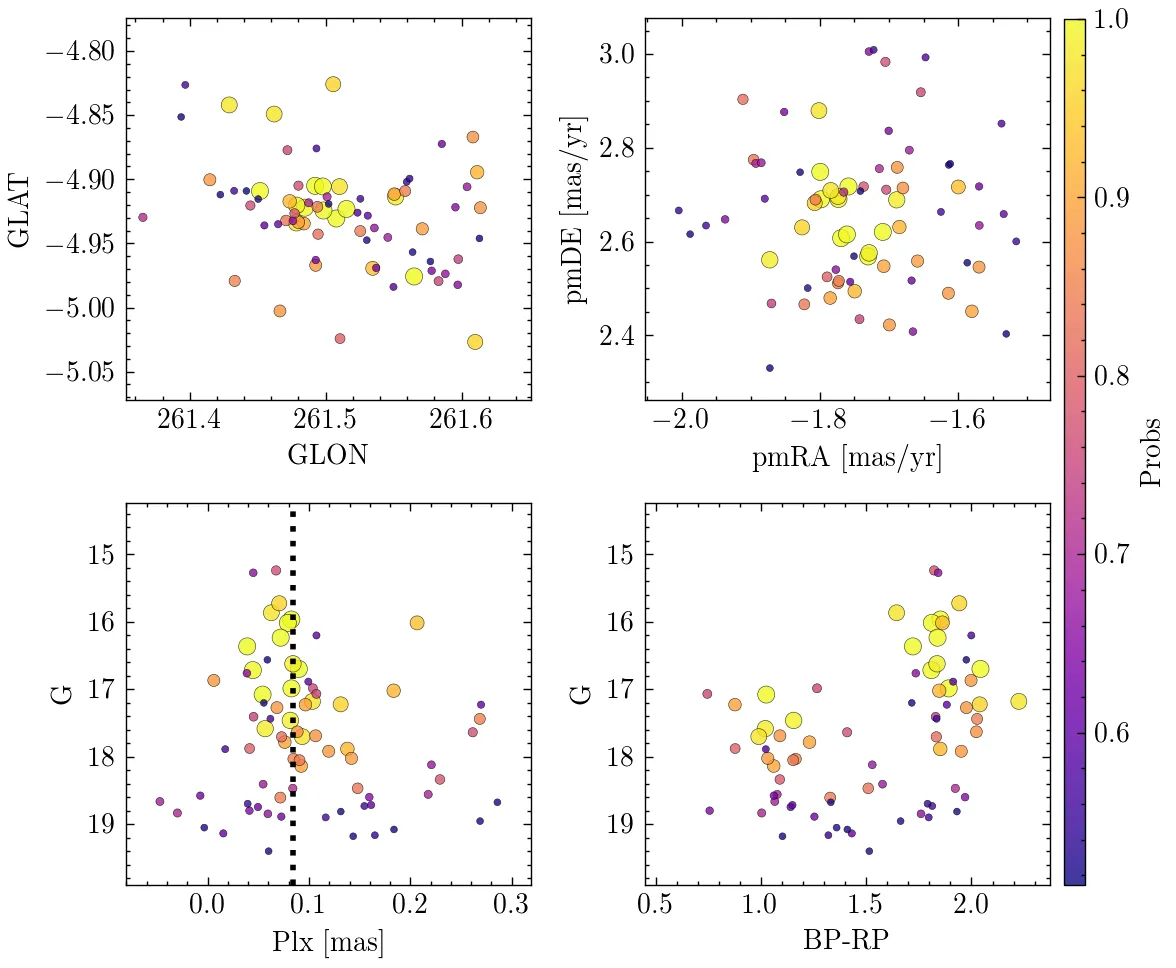 −4.80
−4.85
−4.90
−4.95
−5.00
−5.05
GLAT
261.4 261.5 261.6
GLON
3.0
2.8
2.6
2.4
pmDE [mas/yr]
−2.0 −1.8 −1.6
pmRA [mas/yr]
1.0
0.9
0.8
0.7
0.6
Probs
15
16
17
18
19
G
0.0 0.1 0.2 0.3
Plx [mas]
15
16
17
18
19
G
0.5 1.0 1.5 2.0
BP-RP